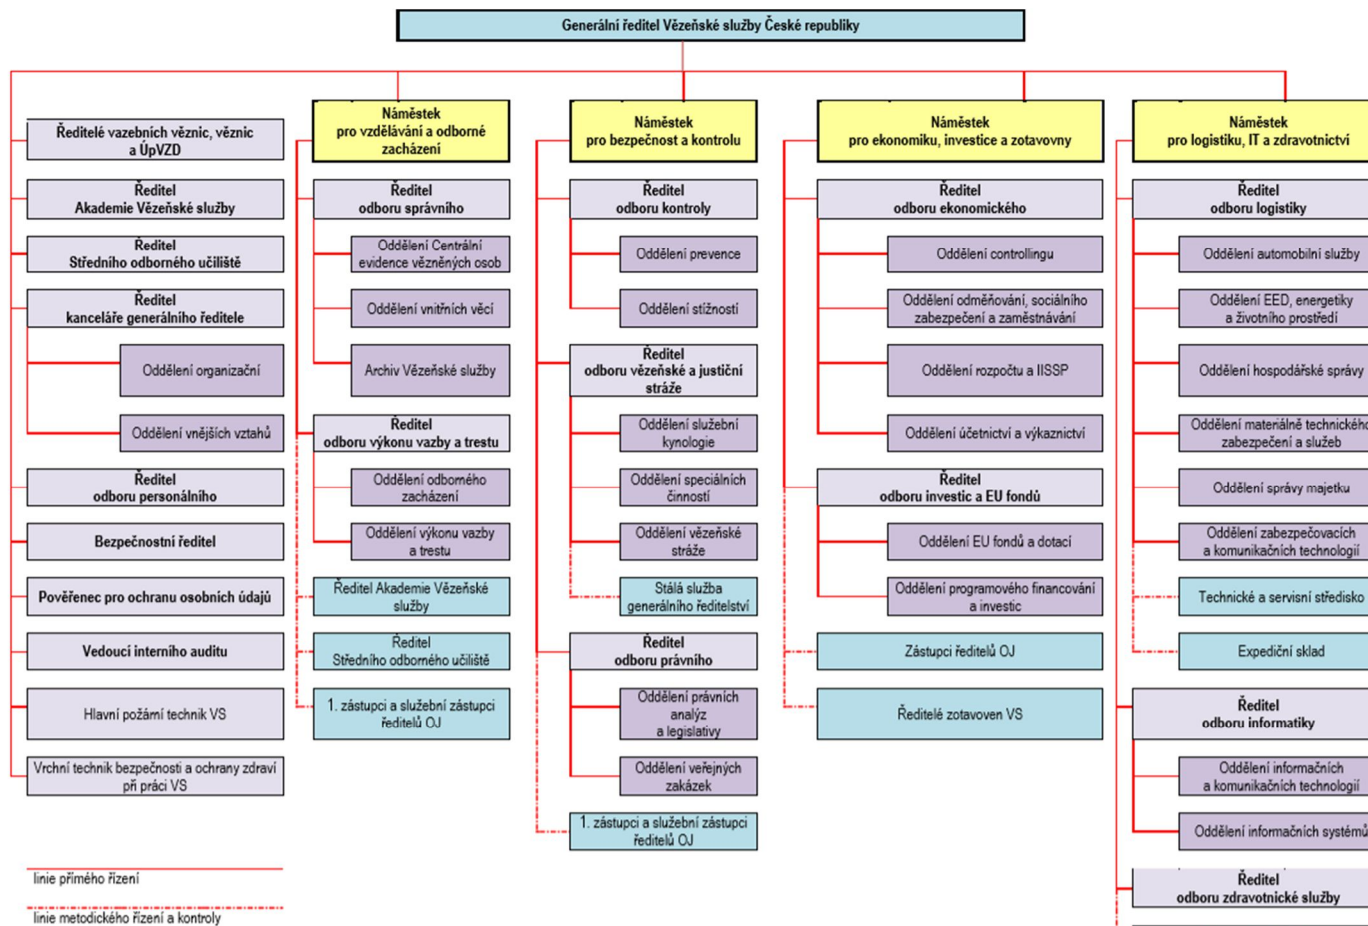 Generální ředitel Vězeňské služby České republiky
Ředitelé vazebních věznic, věznic
a ÚpVZD
Ředitel
Akademie Vězeňské služby
Ředitel
Středního odborného učiliště
Ředitel
kanceláře generálního ředitele
Oddělení organizační
Oddělení vnějších vztahů
Ředitel
odboru personálního
Bezpečnostní ředitel
Pověřenec pro ochranu osobních údajů
Vedoucí interního auditu
Hlavní požární technik VS
Vrchní technik bezpečnosti a ochrany zdraví
při práci VS
linie přímého řízení
linie metodického řízení a kontroly
Náměstek
pro vzdělávání a odborné
zacházení
Ředitel
odboru správního
Oddělení Centrální
evidence vězněných osob
Oddělení vnitřních věcí
Archiv Vězeňské služby
Ředitel
odboru výkonu vazby a trestu
Oddělení odborného
zacházení
Oddělení výkonu vazby
a trestu
Ředitel Akademie Vězeňské
služby
Ředitel
Středního odborného učiliště
1. zástupci a služební zástupci
ředitelů OJ
Náměstek
pro bezpečnost a kontrolu
Ředitel
odboru kontroly
Oddělení prevence
Oddělení stížností
Ředitel
odboru vězeňské a justiční
stráže
Oddělení služební
kynologie
Oddělení speciálních
činností
Oddělení vězeňské
stráže
Stálá služba
generálního ředitelství
Ředitel
odboru právního
Oddělení právních
analýz
a legislativy
Oddělení veřejných
zakázek
1. zástupci a služební zástupci
ředitelů OJ
Náměstek
pro ekonomiku, investice a zotavovny
Ředitel
odboru ekonomického
Oddělení controllingu
Oddělení odměňování, sociálního
zabezpečení a zaměstnávání
Oddělení rozpočtu a IISSP
Oddělení účetnictví a výkaznictví
Ředitel
odboru investic a EU fondů
Oddělení EU fondů a dotací
Oddělení programového financování
a investic
Zástupci ředitelů OJ
Ředitelé zotavoven VS
Náměstek
pro logistiku, IT a zdravotnictví
Ředitel
odboru logistiky
Oddělení automobilní služby
Oddělení EED, energetiky
a životního prostředí
Oddělení hospodářské správy
Oddělení materiálně technického
zabezpečení a služeb
Oddělení správy majetku
Oddělení zabezpečovacích
a komunikačních technologií
Technické a servisní středisko
Expediční sklad
Ředitel
odboru informatiky
Oddělení informačních
a komunikačních technologií
Oddělení informačních systémů
Ředitel
odboru zdravotnické služby